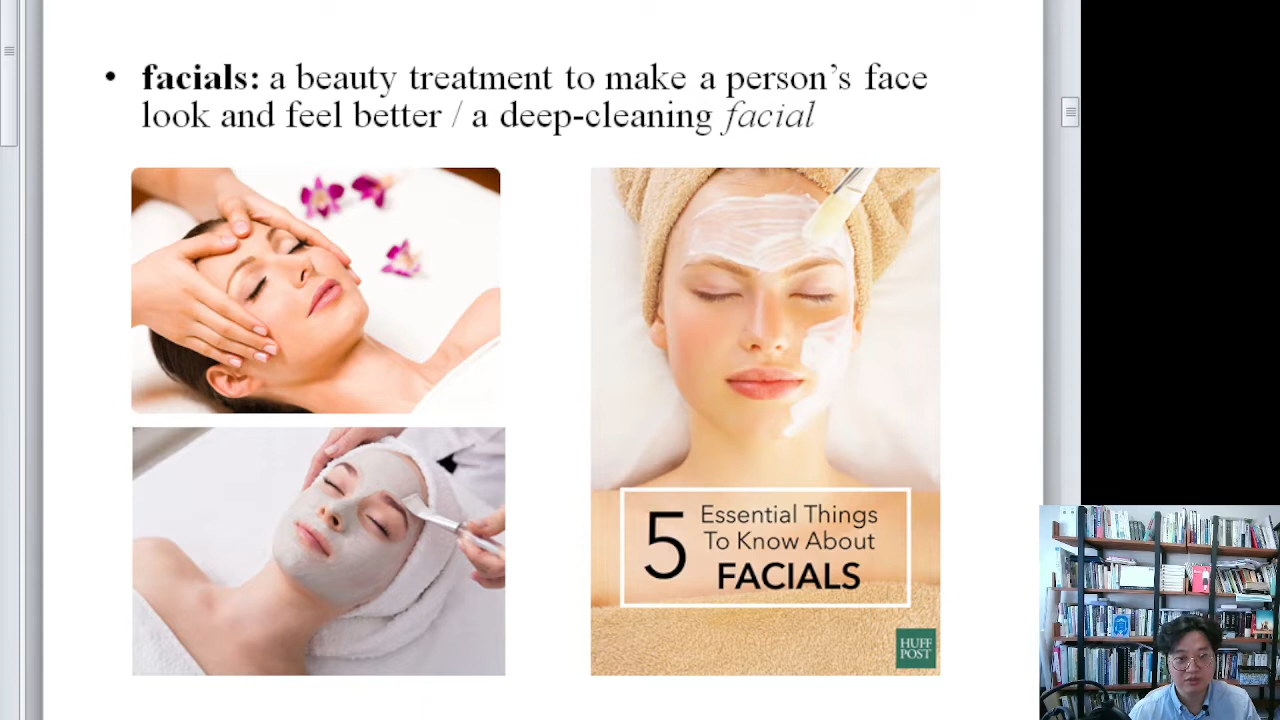 • facials: a beauty treatment to make a person’s face
look and feel better / a deep-cleaning facial
5 Essential Things
To Know About
FACIALS
HUFF
POST